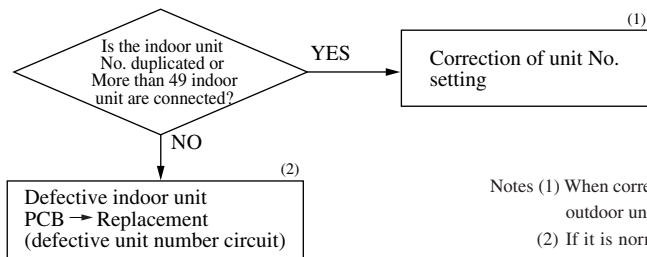 Is the indoor unit
No. duplicated or
More than 49 indoor
unit are connected?
YES
(1)
Correction of unit No.
setting
NO
(2)
Defective indoor unit
PCB → Replacement
(defective unit number circuit)
Notes (1) When corre
outdoor un
(2) If it is norm